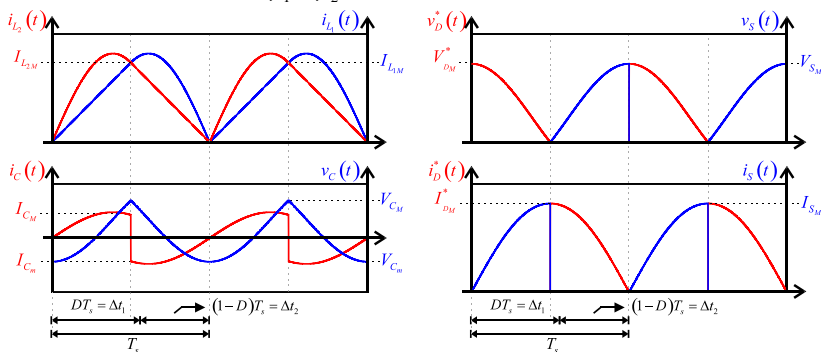 i_{L_2}(t) i_{L_1}(t) v_D^*(t) v_S(t)
I_{L_{2M}} I_{L_{1M}} V_{DM}^* V_{S_M}
i_C(t) v_C(t) i_D^*(t) i_S(t)
I_{C_M} V_{C_M} I_{DM}^* I_{S_M}
I_{C_m} V_{C_m}
DT_s = Δt_1 (1−D)T_s = Δt_2 DT_s = Δt_1 (1−D)T_s = Δt_2
T_s T_s